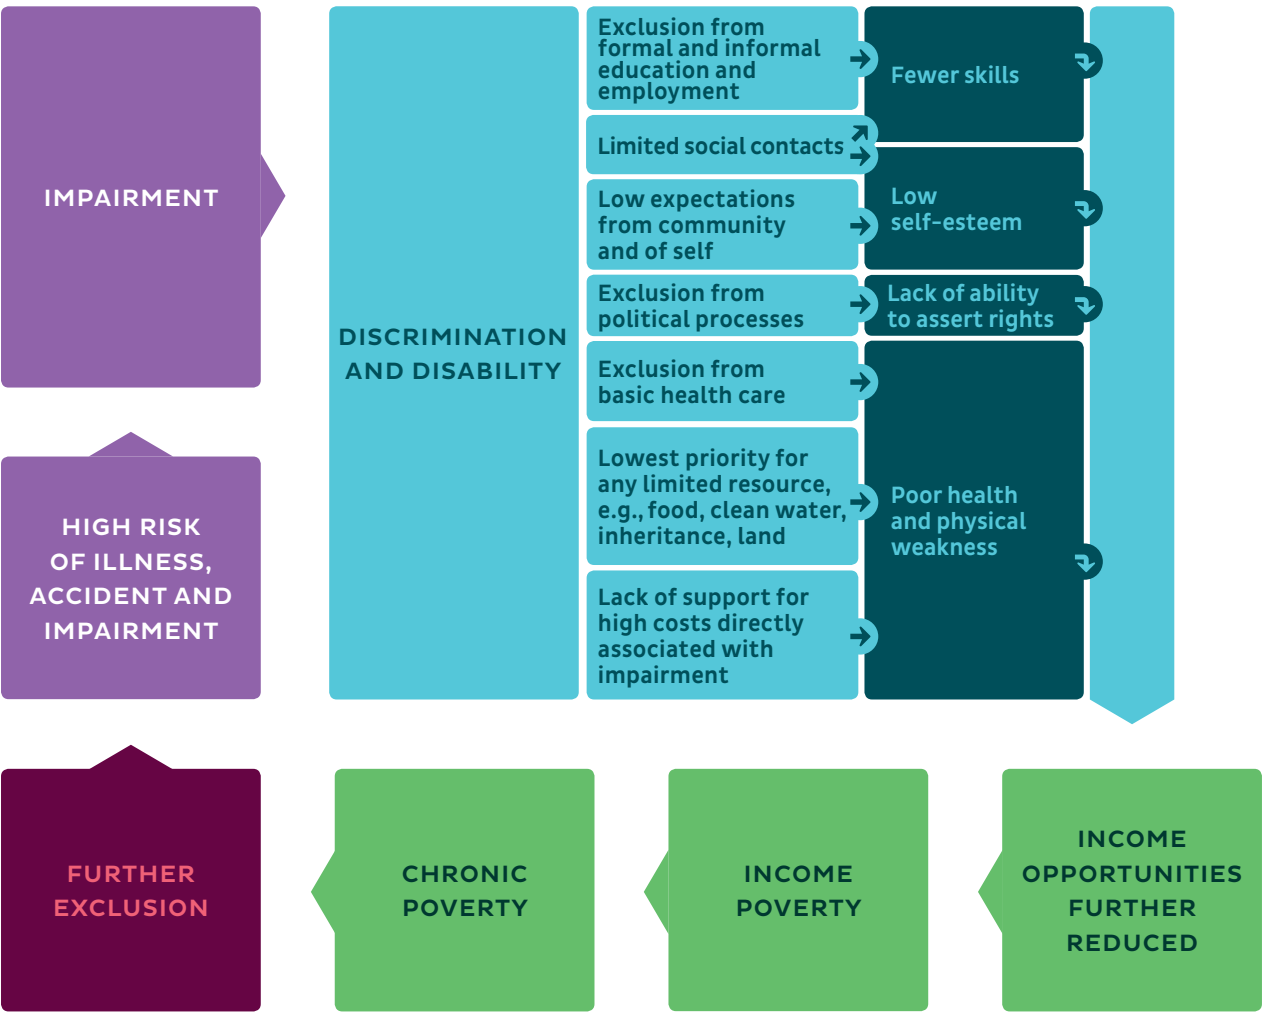 IMPAIRMENT
HIGH RISK
OF ILLNESS,
ACCIDENT AND
IMPAIRMENT
DISCRIMINATION
AND DISABILITY
Exclusion from
formal and informal
education and
employment
Limited social contacts
Low expectations
from community
and of self
Exclusion from
political processes
Exclusion from
basic health care
Lowest priority for
any limited resource,
e.g., food, clean water,
inheritance, land
Lack of support for
high costs directly
associated with
impairment
Fewer skills
Low
self-esteem
Lack of ability
to assert rights
Poor health
and physical
weakness
FURTHER
EXCLUSION
CHRONIC
POVERTY
INCOME
POVERTY
INCOME
OPPORTUNITIES
FURTHER
REDUCED